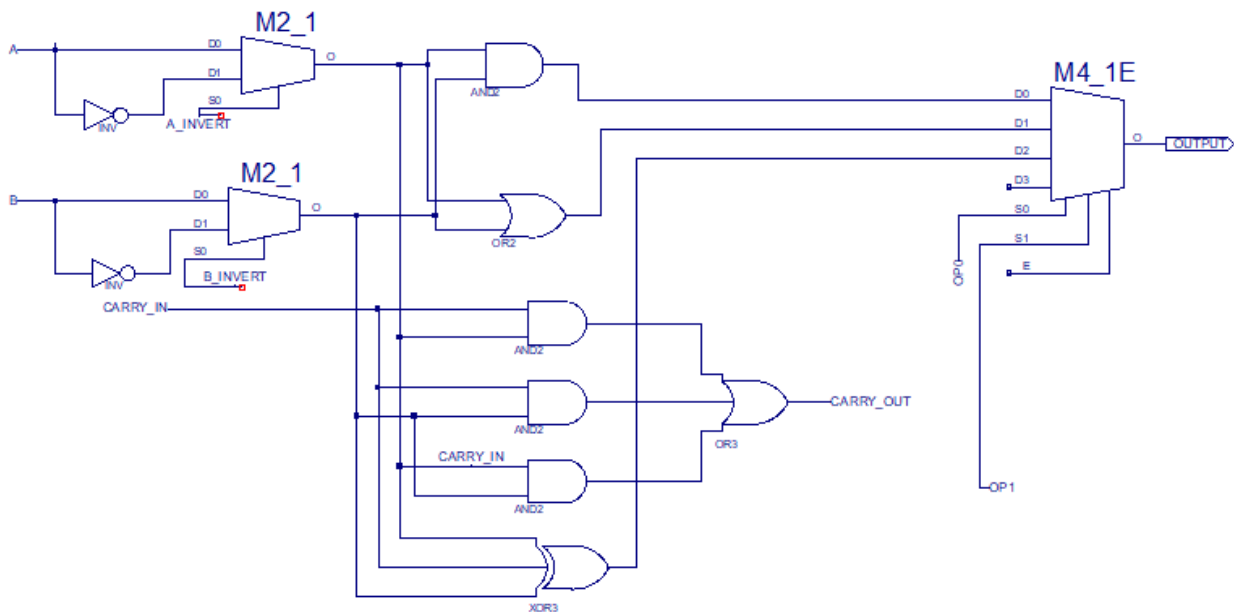 M2_1
A
D0
D1
O
S0
INV
A_INVERT
AND2
M4_1E
D0
D1
D2
D3
O
OUTPUT
S0
S1
E
OP0
OP1
M2_1
B
D0
D1
O
S0
INV
B_INVERT
OR2
CARRY_IN
AND2
AND2
CARRY_IN
AND2
OR3
CARRY_OUT
XOR3